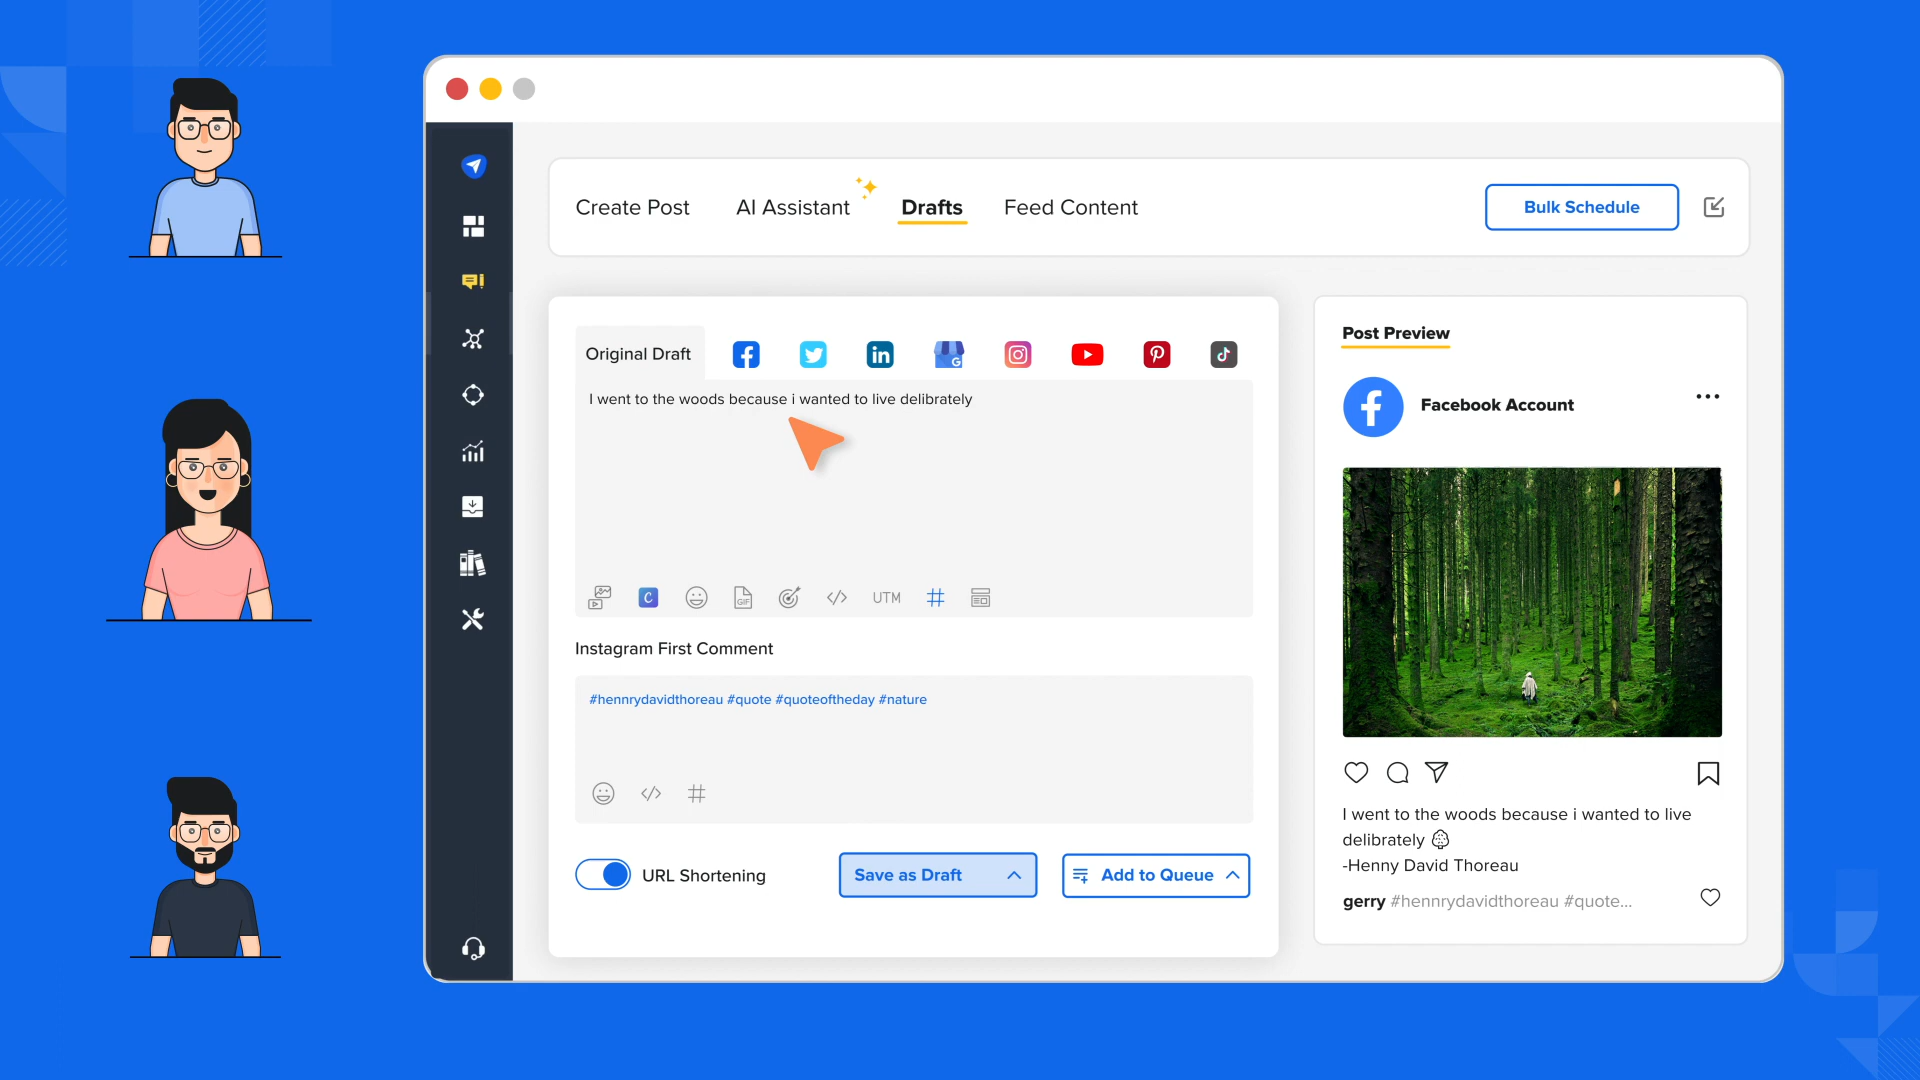 Create Post
AI Assistant
Drafts
Feed Content
Bulk Schedule
Original Draft
I went to the woods because i wanted to live delibrately
C
GIF
UTM
Instagram First Comment
#hennrydavidthoreau #quote #quoteoftheday #nature
URL Shortening
Save as Draft
Add to Queue
Post Preview
Facebook Account
I went to the woods because i wanted to live
delibrately
-Henny David Thoreau
gerry #hennrydavidthoreau #quote...